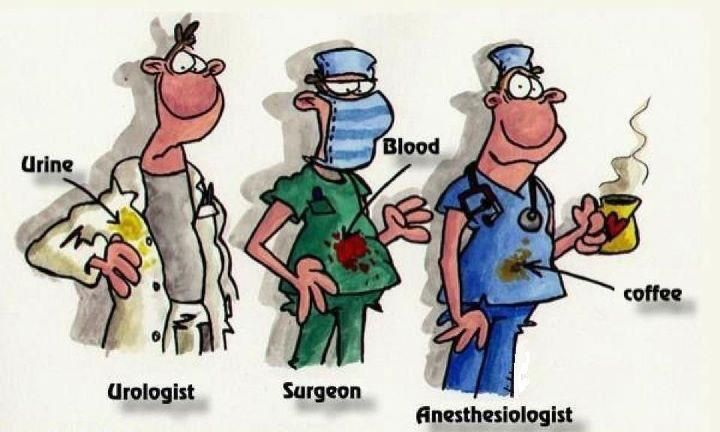 Urine
Blood
coffee
Urologist
Surgeon
Anesthesiologist